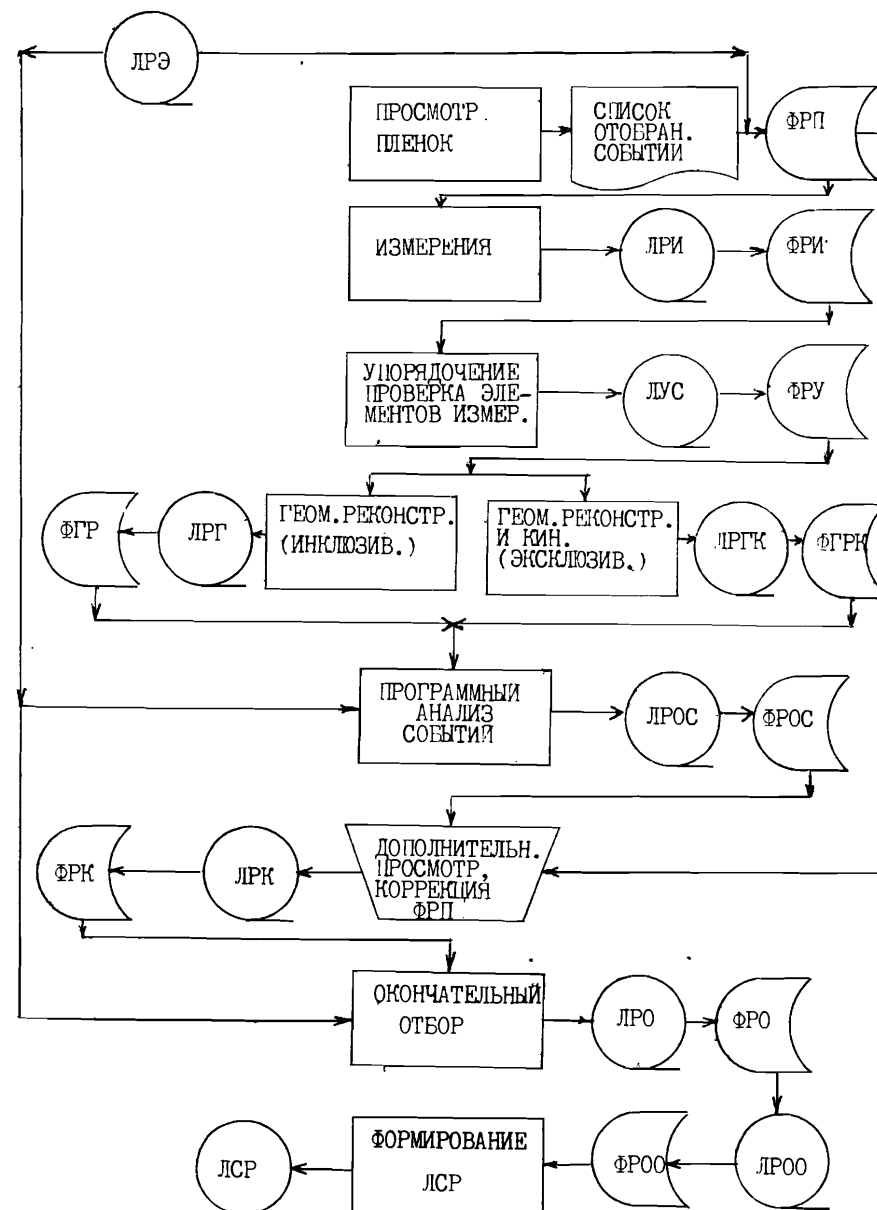 ЛРЭ
ПРОСМОТР
ПЛЕНОК
СПИСОК
ОТОБРАН.
СОБЫТИИ
ФРП
ИЗМЕРЕНИЯ
ЛРИ
ФРИ
УПОРЯДОЧЕНИЕ
ПРОВЕРКА ЭЛЕ-
МЕНТОВ ИЗМЕР.
ЛУС
ФРУ
ФГР
ЛРГ
ГЕОМ.РЕКОНСТР.
(ИНКЛЮЗИВ.)
ГЕОМ.РЕКОНСТР.
И КИН.
(ЭКСКЛЮЗИВ.)
ЛРГК
ФГРК
ПРОГРАММНЫЙ
АНАЛИЗ
СОБЫТИЙ
ЛРОС
ФРОС
ФРК
ЛРК
ДОПОЛНИТЕЛЬН.
ПРОСМОТР,
КОРРЕКЦИЯ
ФРП
ОКОНЧАТЕЛЬНЫЙ
ОТБОР
ЛРО
ФРО
ЛСР
ФОРМИРОВАНИЕ
ЛСР
ФРОО
ЛРОО